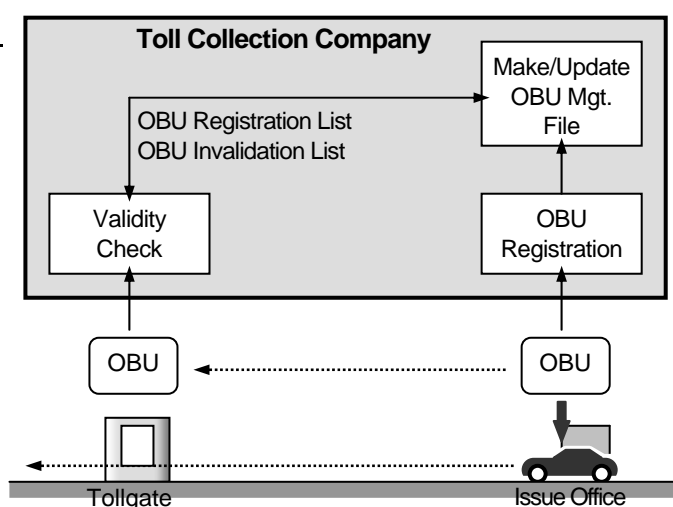 Toll Collection Company
Make/Update
OBU Mgt.
File
OBU Registration List
OBU Invalidation List
Validity
Check
OBU
Registration
OBU
OBU
Tollgate
Issue Office